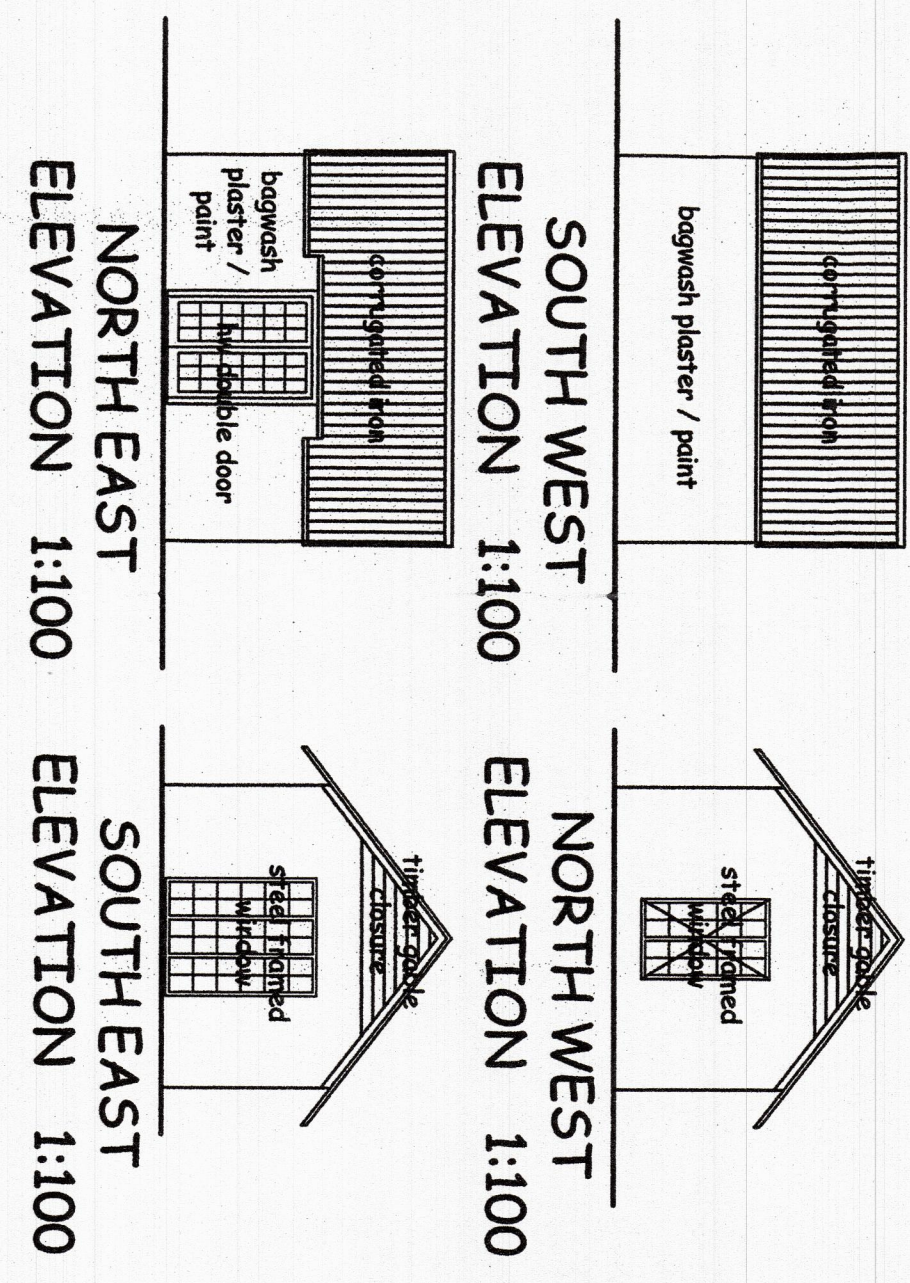 corrugated iron
bagwash plaster / paint
SOUTH WEST
ELEVATION 1:100
timber gable
closure
steel framed
window
NORTH WEST
ELEVATION 1:100
corrugated iron
bagwash
plaster /
paint
hw double door
NORTH EAST
ELEVATION 1:100
timber gable
closure
steel framed
window
SOUTH EAST
ELEVATION 1:100